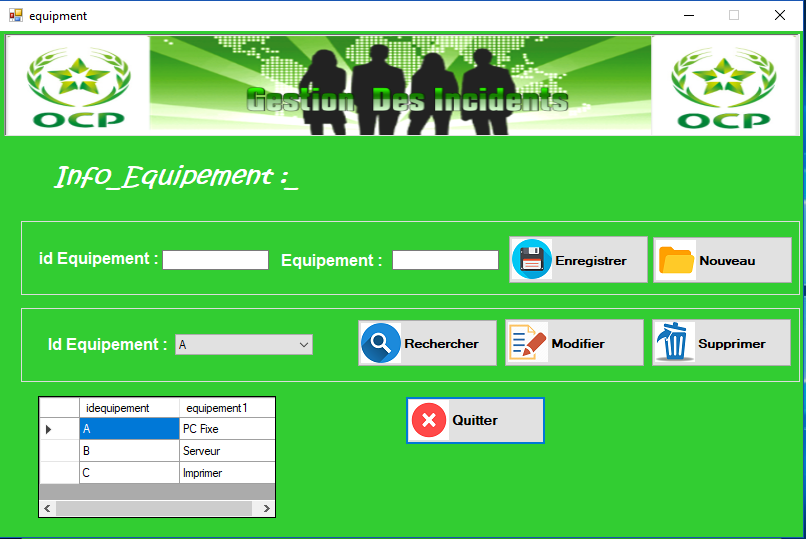 equipment
OCP
Gestion Des Incidents
OCP
Info_Equipement :_
id Equipement :
Equipement :
Enregistrer
Nouveau
Id Equipement :
A
Rechercher
Modifier
Supprimer
idequipement equipement1
A PC Fixe
B Serveur
C Imprimer
Quitter